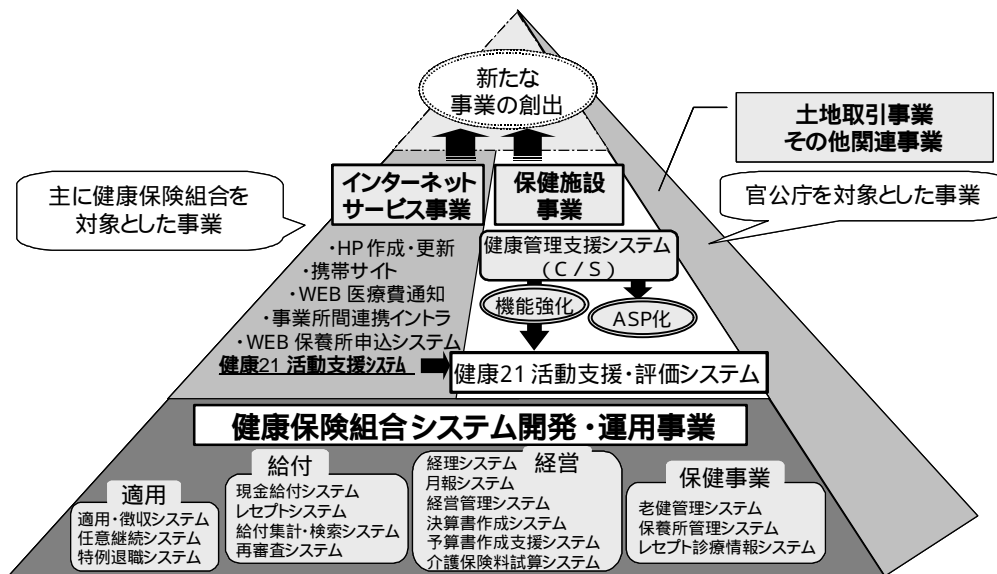 新たな
事業の創出
土地取引事業
その他関連事業
主に健康保険組合を
対象とした事業
インターネット
サービス事業
保健施設
事業
官公庁を対象とした事業
・HP 作成・更新
・携帯サイト
・WEB 医療費通知
・事業所間連携イントラ
・WEB 保養所申込システム
健康21 活動支援システム
健康管理支援システム
(C/S)
機能強化
ASP化
健康21 活動支援・評価システム
健康保険組合システム開発・運用事業
適用
適用・徴収システム
任意継続システム
特例退職システム
給付
現金給付システム
レセプトシステム
給付集計・検索システム
再審査システム
経営
経理システム
月報システム
経営管理システム
決算書作成システム
予算書作成支援システム
介護保険料試算システム
保健事業
老健管理システム
保養所管理システム
レセプト診療情報システム